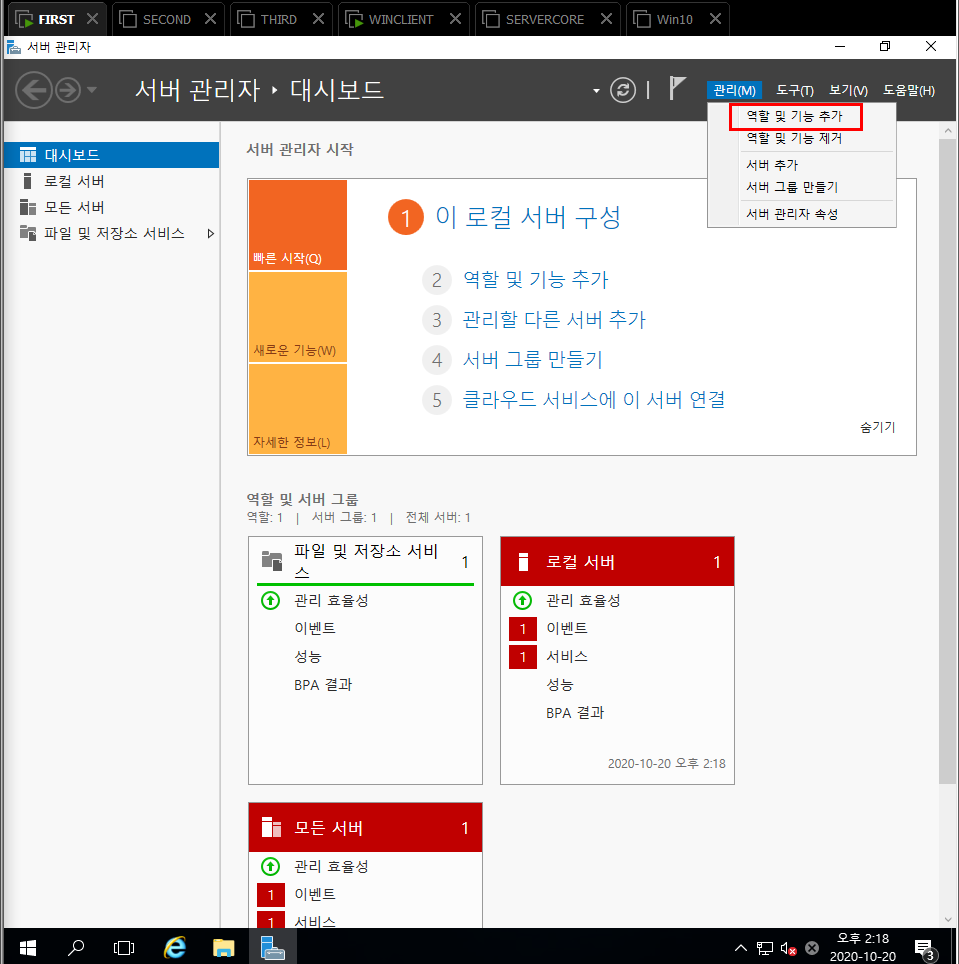 FIRST
SECOND
THIRD
WINCLIENT
SERVERCORE
Win10
서버 관리자
서버 관리자 ‣ 대시보드
관리(M) 도구(T) 보기(V) 도움말(H)
역할 및 기능 추가
역할 및 기능 제거
서버 추가
서버 그룹 만들기
서버 관리자 속성
대시보드
로컬 서버
모든 서버
파일 및 저장소 서비스
서버 관리자 시작
빠른 시작(Q)
새로운 기능(W)
자세한 정보(L)
1 이 로컬 서버 구성
2 역할 및 기능 추가
3 관리할 다른 서버 추가
4 서버 그룹 만들기
5 클라우드 서비스에 이 서버 연결
숨기기
역할 및 서버 그룹
역할: 1 | 서버 그룹: 1 | 전체 서버: 1
파일 및 저장소 서비
스
1
관리 효율성
이벤트
성능
BPA 결과
로컬 서버 1
관리 효율성
1 이벤트
1 서비스
성능
BPA 결과
2020-10-20 오후 2:18
모든 서버 1
관리 효율성
1 이벤트
1 서비스
오후 2:18
2020-10-20
3